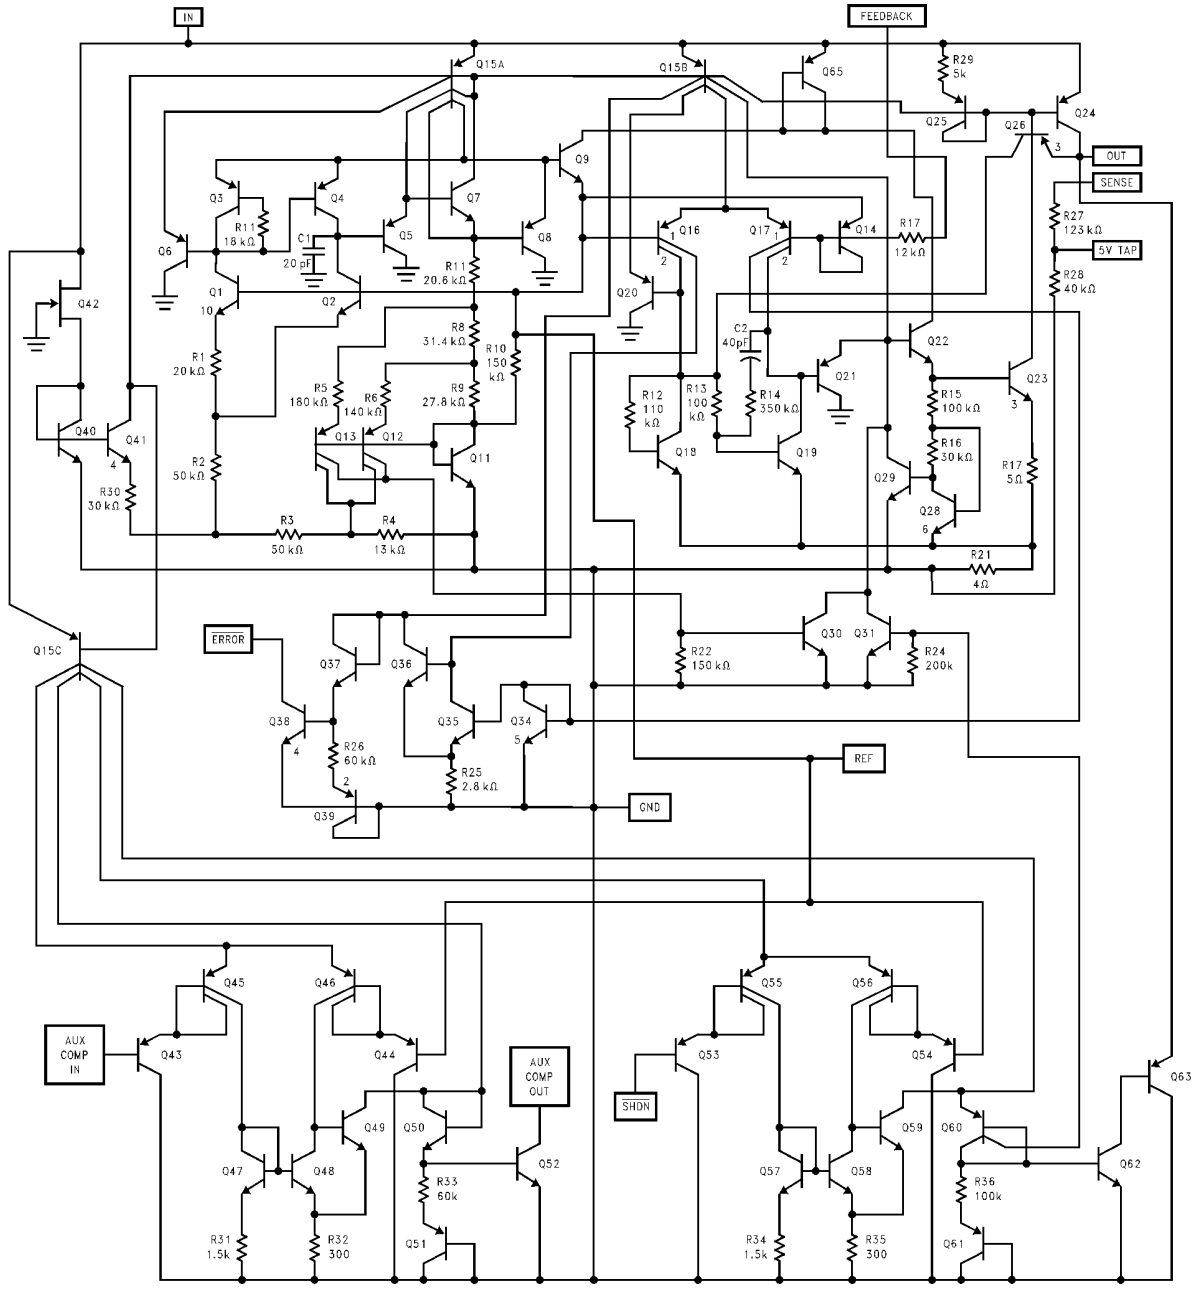 IN
FEEDBACK
Q15A
Q15B
Q65
R29
5k
Q25
Q26
Q24
3
OUT
SENSE
Q9
Q3
Q4
Q7
R11
18 kΩ
C1
20 pF
Q5
Q8
Q6
Q16
1
2
Q17
1
2
Q14
R17
12 kΩ
R27
123 kΩ
5V TAP
R28
40 kΩ
R11
20.6 kΩ
Q42
Q1
10
Q2
Q20
R8
31.4 kΩ
R10
150
kΩ
C2
40pF
Q22
R1
20 kΩ
R5
180 kΩ
R6
140 kΩ
R9
27.8 kΩ
R12
110
kΩ
R13
100
kΩ
R14
350 kΩ
Q21
R15
100 kΩ
Q23
3
Q40
Q41
4
Q13
Q12
Q11
Q18
Q19
R16
30 kΩ
Q29
R17
5Ω
R30
30 kΩ
R2
50 kΩ
Q28
6
R3
50 kΩ
R4
13 kΩ
R21
4Ω
Q15C
ERROR
Q37
Q36
R22
150 kΩ
Q30
Q31
R24
200k
Q38
4
Q35
Q34
5
R26
60 kΩ
2
R25
2.8 kΩ
REF
Q39
GND
Q45
Q46
Q55
Q56
AUX
COMP
IN
Q43
Q44
AUX
COMP
OUT
Q53
Q54
Q63
SHDN
Q49
Q50
Q59
Q60
Q47
Q48
Q52
Q57
Q58
Q62
R33
60k
R36
100k
R31
1.5k
R32
300
Q51
R34
1.5k
R35
300
Q61